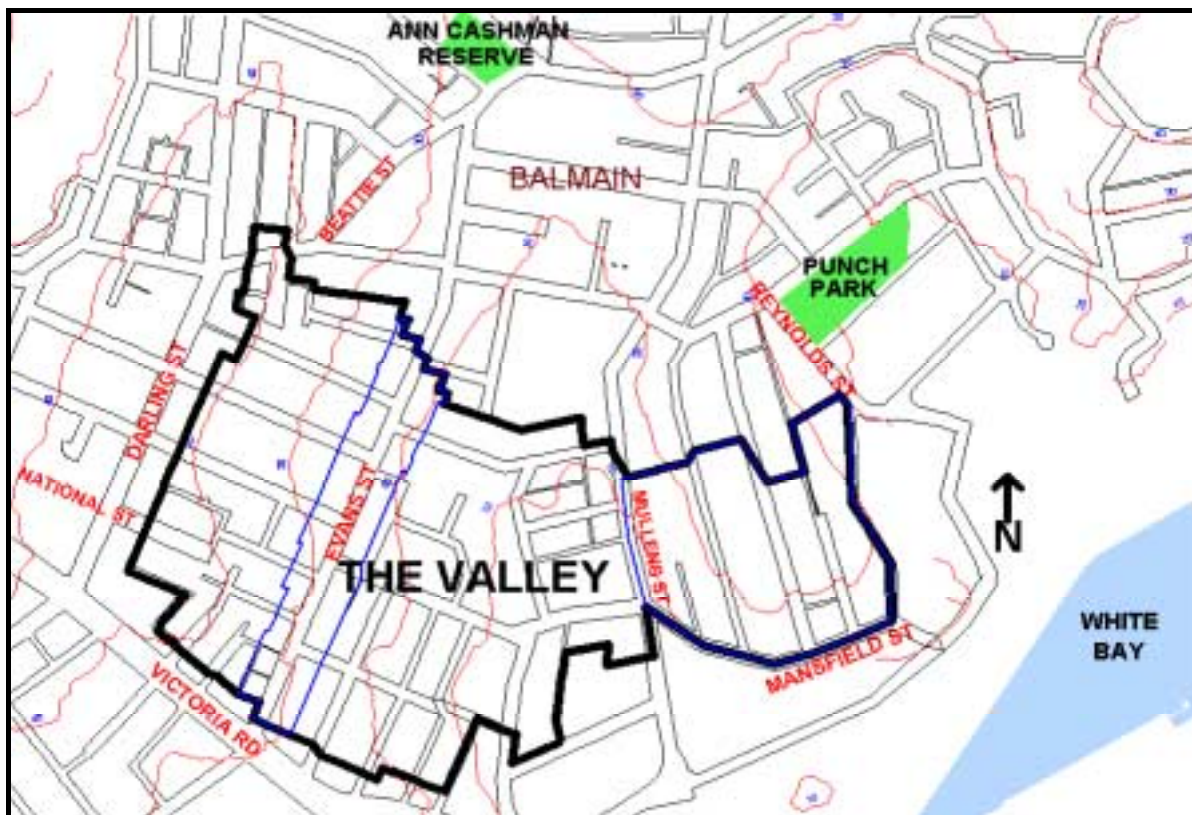 ANN CASHMAN
RESERVE
BEATTIE ST
BALMAIN
PUNCH
PARK
REYNOLDS ST
DARLING ST
NATIONAL ST
EVANS ST
MULLENG ST
THE VALLEY
N
WHITE
BAY
MANSFIELD ST
VICTORIA RD